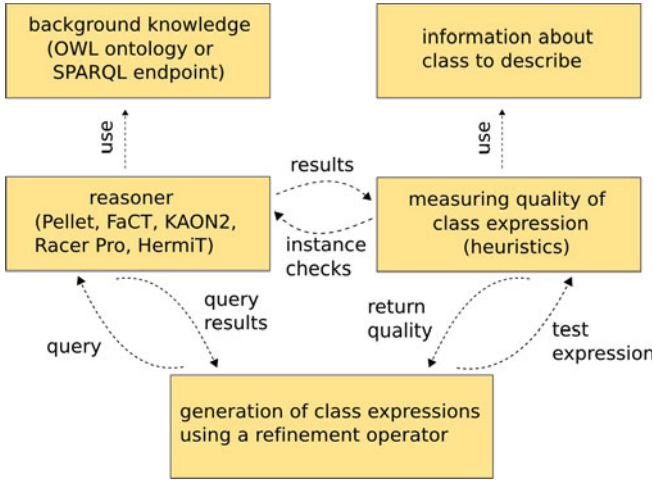 background knowledge
(OWL ontology or
SPARQL endpoint)
information about
class to describe
use
use
results
reasoner
(Pellet, FaCT, KAON2,
Racer Pro, HermiT)
measuring quality of
class expression
(heuristics)
instance
checks
query
results
return
quality
query
test
expression
generation of class expressions
using a refinement operator